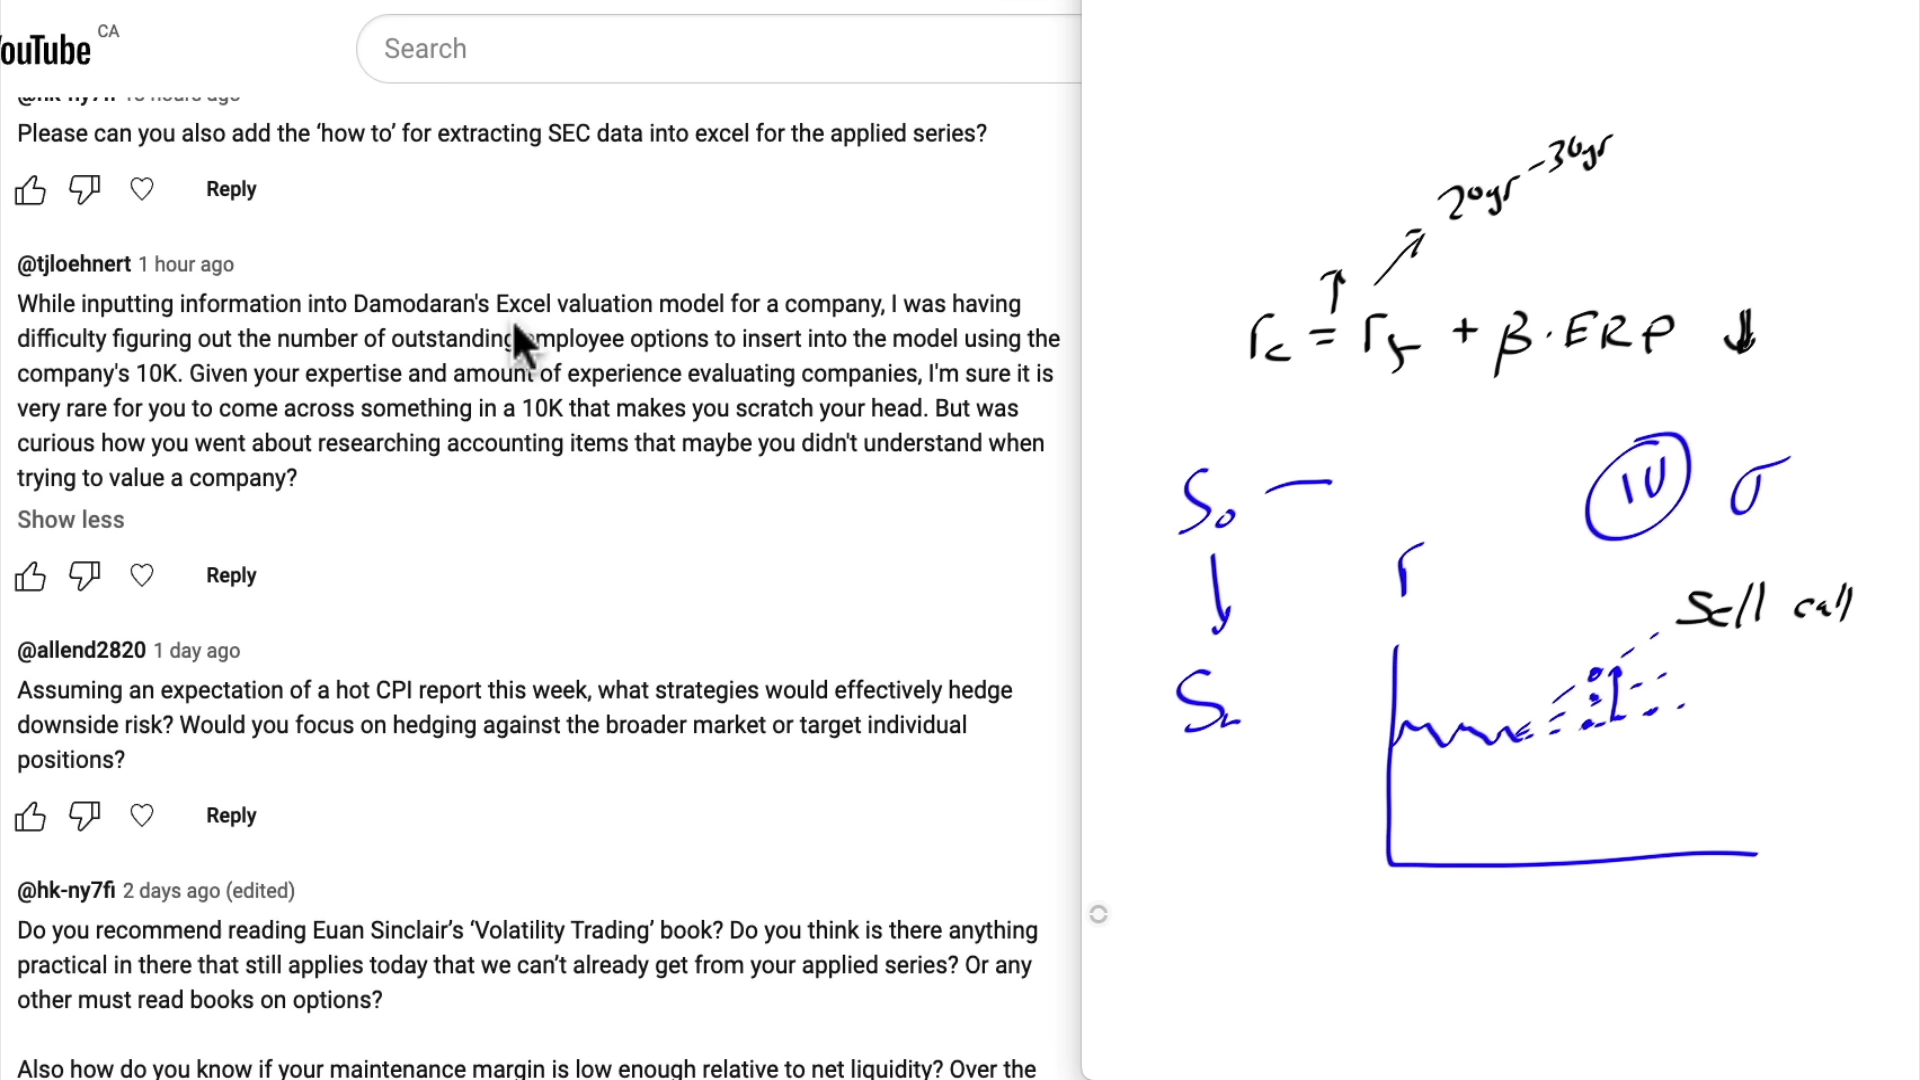 ouTube CA
Search
@hk-ny7fi 18 hours ago
Please can you also add the ‘how to’ for extracting SEC data into excel for the applied series?
Reply
@tjloehnert 1 hour ago
While inputting information into Damodaran's Excel valuation model for a company, I was having
difficulty figuring out the number of outstanding employee options to insert into the model using the
company's 10K. Given your expertise and amount of experience evaluating companies, I'm sure it is
very rare for you to come across something in a 10K that makes you scratch your head. But was
curious how you went about researching accounting items that maybe you didn't understand when
trying to value a company?
Show less
Reply
@allend2820 1 day ago
Assuming an expectation of a hot CPI report this week, what strategies would effectively hedge
downside risk? Would you focus on hedging against the broader market or target individual
positions?
Reply
@hk-ny7fi 2 days ago (edited)
Do you recommend reading Euan Sinclair’s ‘Volatility Trading’ book? Do you think is there anything
practical in there that still applies today that we can’t already get from your applied series? Or any
other must read books on options?
Also how do you know if your maintenance margin is low enough relative to net liquidity? Over the
20yr -30yr
r_c = r_f + β · ERP ↓
S₀
IU σ
r
Sell call